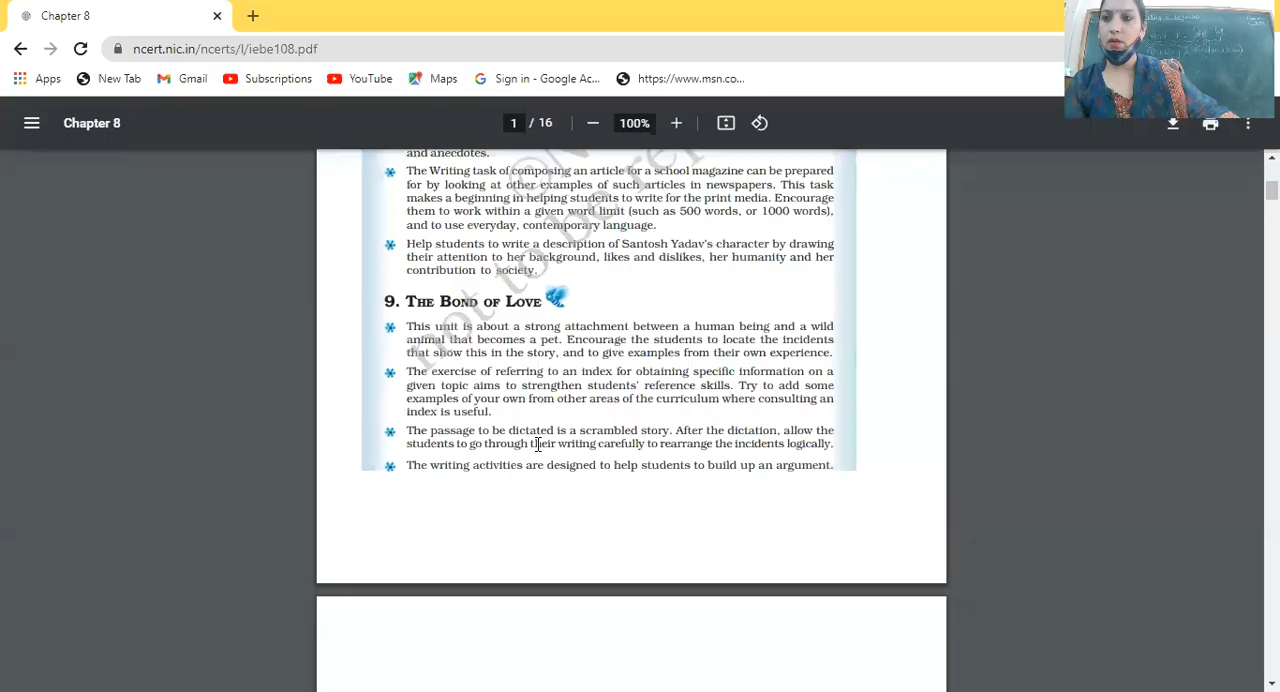 Chapter 8
ncert.nic.in/ncerts/l/iebe108.pdf
Apps
New Tab
Gmail
Subscriptions
YouTube
Maps
Sign in - Google Ac...
https://www.msn.co...
Chapter 8
1 / 16
100%
and anecdotes.
The Writing task of composing an article for a school magazine can be prepared
for by looking at other examples of such articles in newspapers. This task
makes a beginning in helping students to write for the print media. Encourage
them to work within a given word limit (such as 500 words, or 1000 words),
and to use everyday, contemporary language.
Help students to write a description of Santosh Yadav's character by drawing
their attention to her background, likes and dislikes, her humanity and her
contribution to society.
9. THE BOND OF LOVE
This unit is about a strong attachment between a human being and a wild
animal that becomes a pet. Encourage the students to locate the incidents
that show this in the story, and to give examples from their own experience.
The exercise of referring to an index for obtaining specific information on a
given topic aims to strengthen students' reference skills. Try to add some
examples of your own from other areas of the curriculum where consulting an
index is useful.
The passage to be dictated is a scrambled story. After the dictation, allow the
students to go through their writing carefully to rearrange the incidents logically.
The writing activities are designed to help students to build up an argument.
©N
not to be re